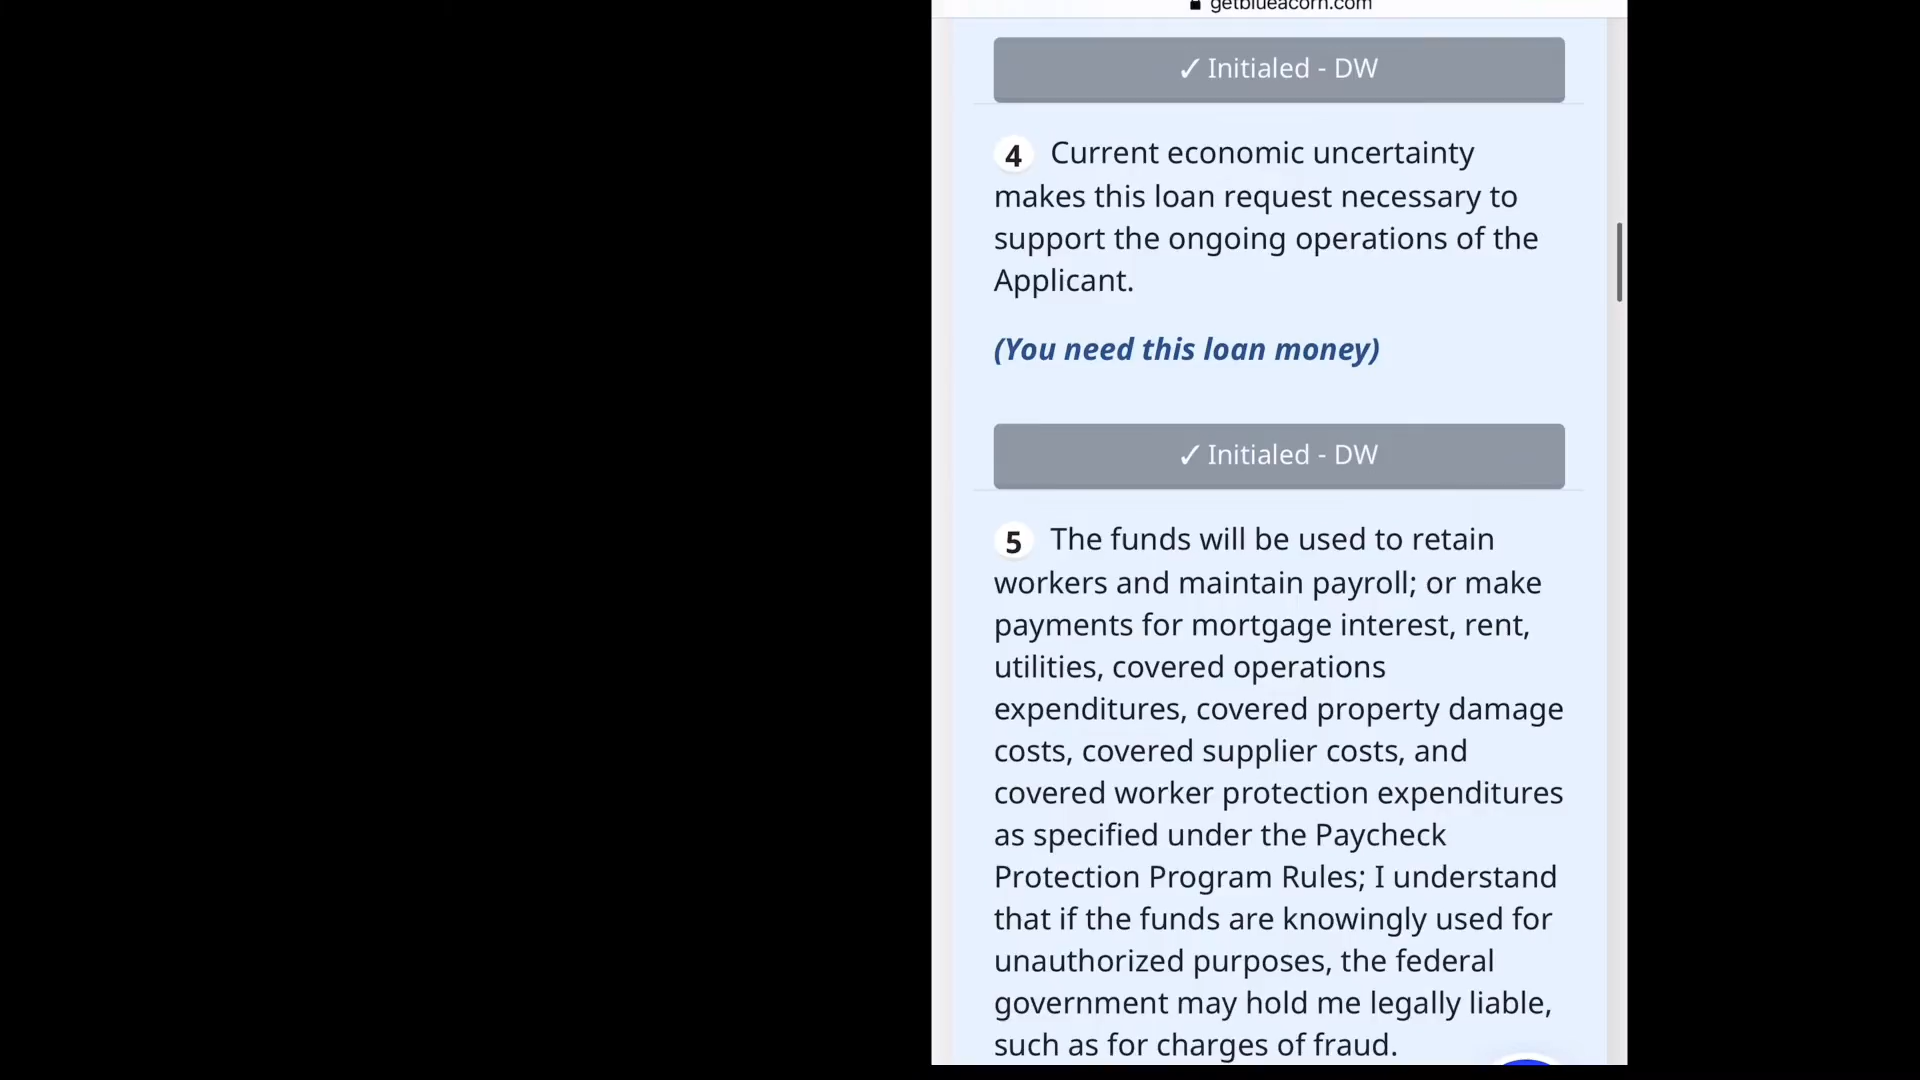 getblueacorn.com
✓ Initialed - DW
4 Current economic uncertainty
makes this loan request necessary to
support the ongoing operations of the
Applicant.
(You need this loan money)
✓ Initialed - DW
5 The funds will be used to retain
workers and maintain payroll; or make
payments for mortgage interest, rent,
utilities, covered operations
expenditures, covered property damage
costs, covered supplier costs, and
covered worker protection expenditures
as specified under the Paycheck
Protection Program Rules; I understand
that if the funds are knowingly used for
unauthorized purposes, the federal
government may hold me legally liable,
such as for charges of fraud.